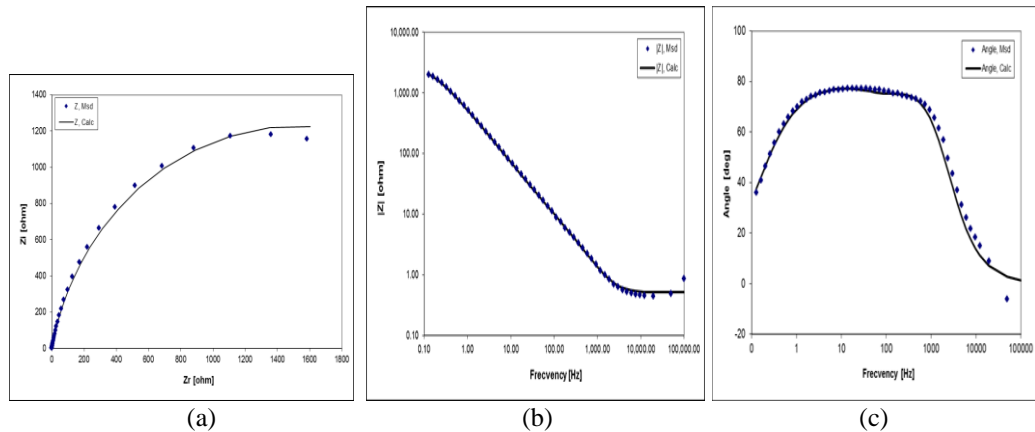 Z, Msd
Z, Calc
1400
1200
1000
800
600
400
200
0
Zi [ohm]
0 200 400 600 800 1000 1200 1400 1600 1800
Zr [ohm]
(a)
|Z|, Msd
|Z|, Calc
10,000.00
1,000.00
100.00
10.00
1.00
0.10
|Z| [ohm]
0.10 1.00 10.00 100.00 1,000.00 10,000.00 100,000.00
Frecvency [Hz]
(b)
Angle, Msd
Angle, Calc
100
80
60
40
20
0
-20
Angle [deg]
0 1 10 100 1000 10000 100000
Frecvency [Hz]
(c)